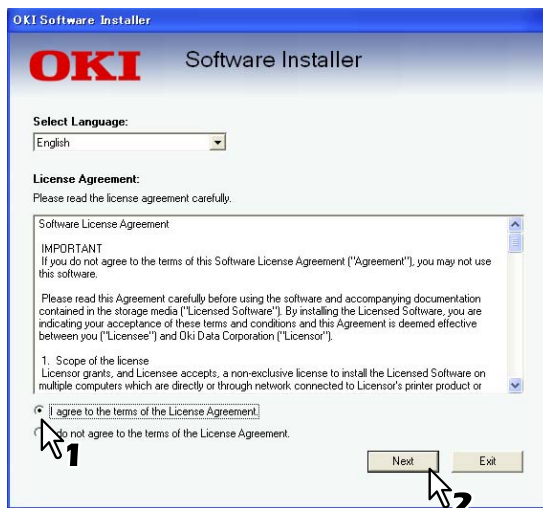 OKI Software Installer
OKI
Software Installer
Select Language:
English
License Agreement:
Please read the license agreement carefully.
Software License Agreement
IMPORTANT
If you do not agree to the terms of this Software License Agreement ("Agreement"), you may not use
this software.
Please read this Agreement carefully before using the software and accompanying documentation
contained in the storage media ("Licensed Software"). By installing the Licensed Software, you are
indicating your acceptance of these terms and conditions and this Agreement is deemed effective
between you ("Licensee") and Oki Data Corporation ("Licensor").
1. Scope of the license
Licensor grants, and Licensee accepts, a non-exclusive license to install the Licensed Software on
multiple computers which are directly or through network connected to Licensor's printer product or
I agree to the terms of the License Agreement.
do not agree to the terms of the License Agreement.
1
Next
Exit
2